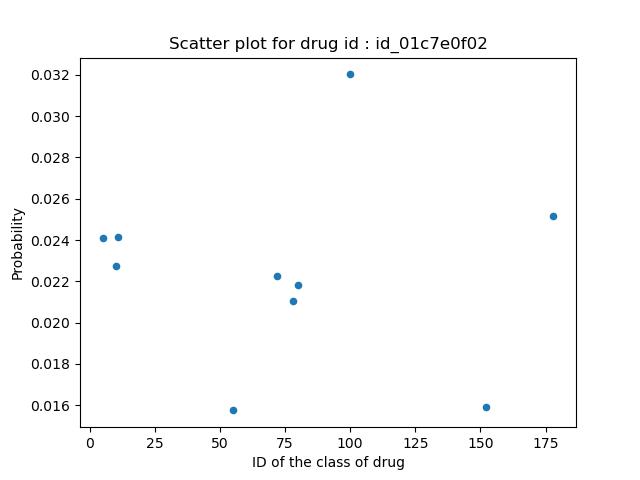 Scatter plot for drug id : id_01c7e0f02
0.032
0.030
0.028
0.026
0.024
0.022
0.020
0.018
0.016
Probability
0 25 50 75 100 125 150 175
ID of the class of drug